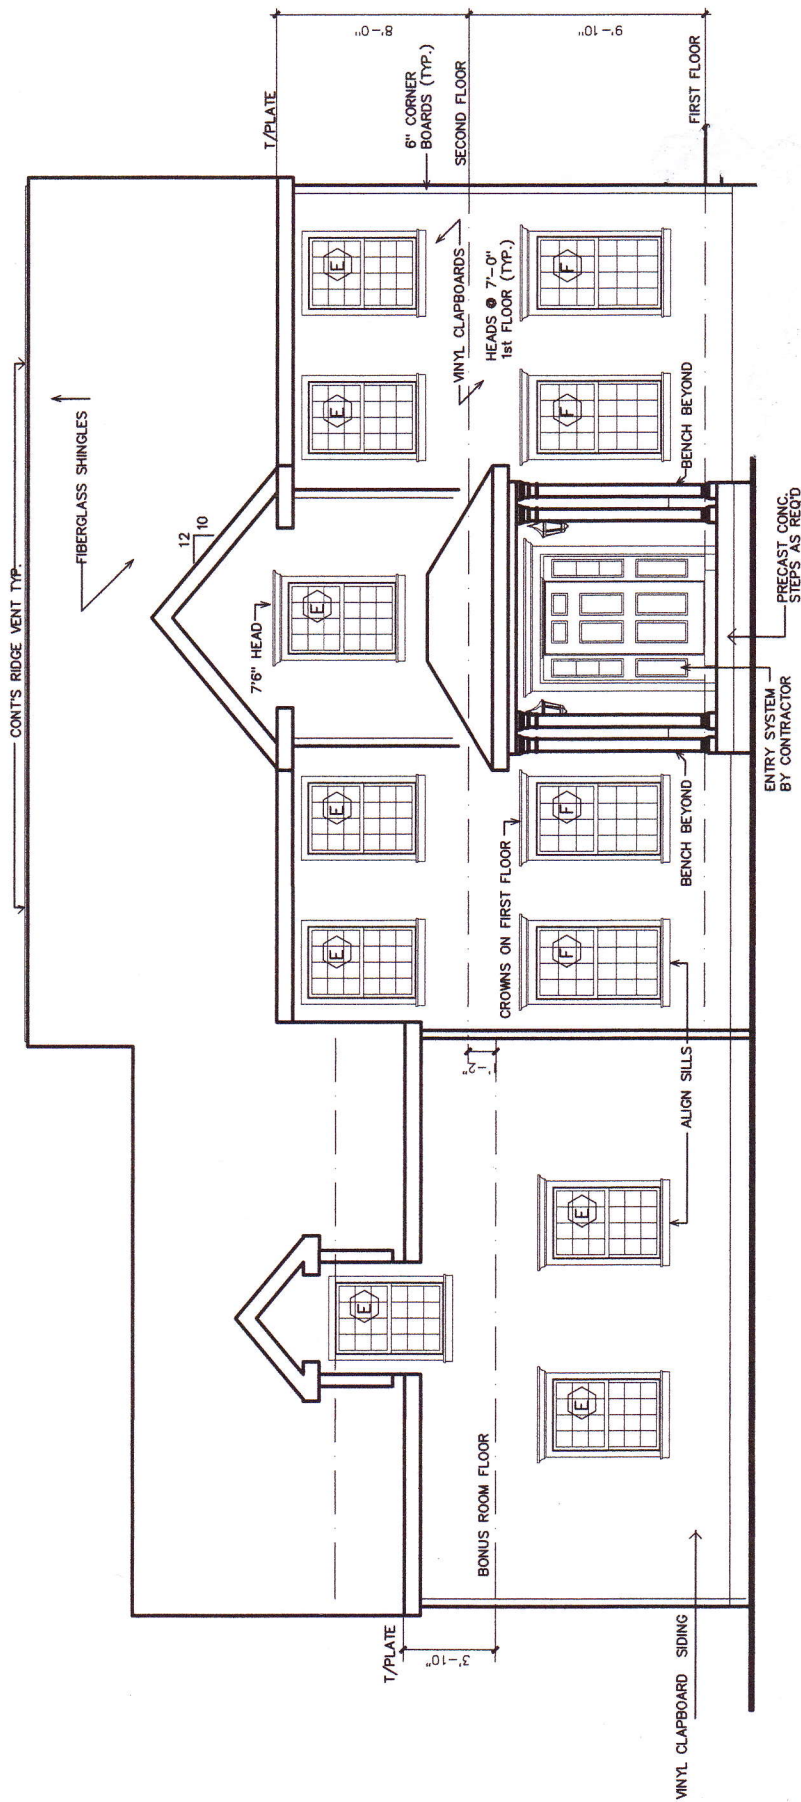 CONT'S RIDGE VENT TYP.
FIBERGLASS SHINGLES
12
10
T/PLATE
8'-0"
7'6" HEAD
E
E
E
E
E
6" CORNER
BOARDS (TYP.)
VINYL CLAPBOARDS
SECOND FLOOR
HEADS @ 7'-0"
1st FLOOR (TYP.)
9'-10"
CROWNS ON FIRST FLOOR
F
F
F
F
FIRST FLOOR
BENCH BEYOND
BENCH BEYOND
ENTRY SYSTEM
BY CONTRACTOR
PRECAST CONC.
STEPS AS REQ'D
ALIGN SILLS
1'-2"
E
E
E
BONUS ROOM FLOOR
T/PLATE
3'-10"
VINYL CLAPBOARD SIDING